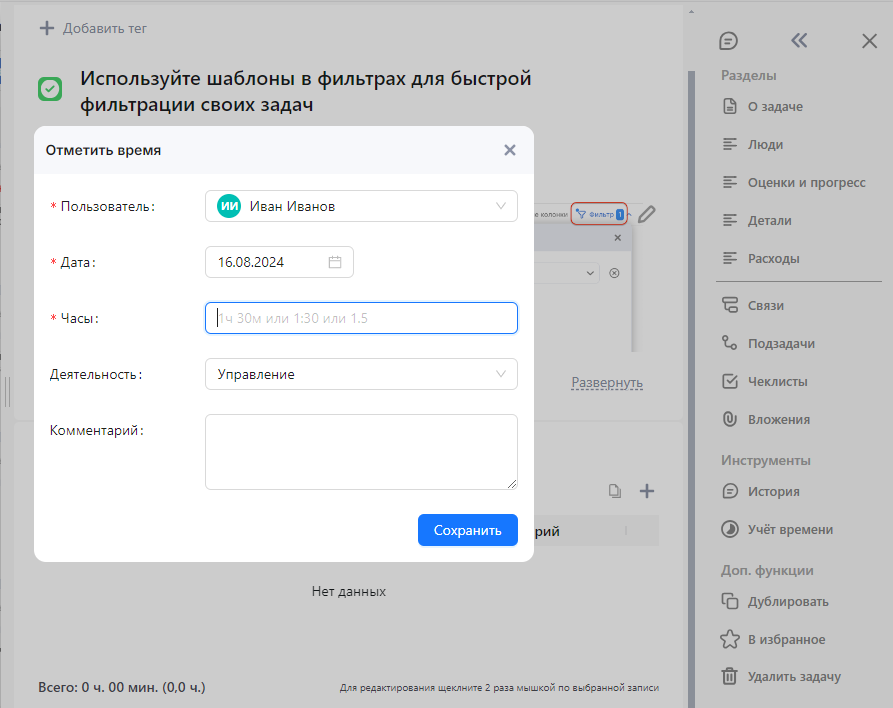 Добавить тег
Используйте шаблоны в фильтрах для быстрой
фильтрации своих задач
Отметить время
* Пользователь:
ИИ Иван Иванов
* Дата:
16.08.2024
* Часы:
1ч 30м или 1:30 или 1.5
Деятельность:
Управление
Комментарий:
Сохранить
колонки
Фильтр 1
Развернуть
рий
Нет данных
Всего: 0 ч. 00 мин. (0,0 ч.)
Для редактирования щеклните 2 раза мышкой по выбранной записи
Разделы
О задаче
Люди
Оценки и прогресс
Детали
Расходы
Связи
Подзадачи
Чеклисты
Вложения
Инструменты
История
Учёт времени
Доп. функции
Дублировать
В избранное
Удалить задачу